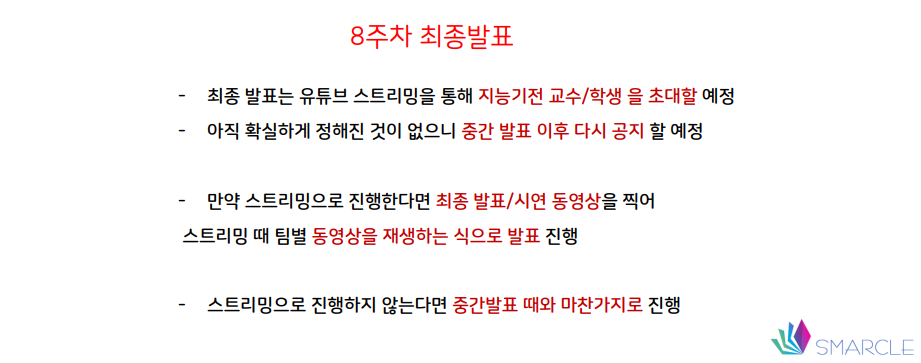 8주차 최종발표
- 최종 발표는 유튜브 스트리밍을 통해 지능기전 교수/학생 을 초대할 예정
- 아직 확실하게 정해진 것이 없으니 중간 발표 이후 다시 공지 할 예정
- 만약 스트리밍으로 진행한다면 최종 발표/시연 동영상을 찍어
스트리밍 때 팀별 동영상을 재생하는 식으로 발표 진행
- 스트리밍으로 진행하지 않는다면 중간발표 때와 마찬가지로 진행
SMARCLE